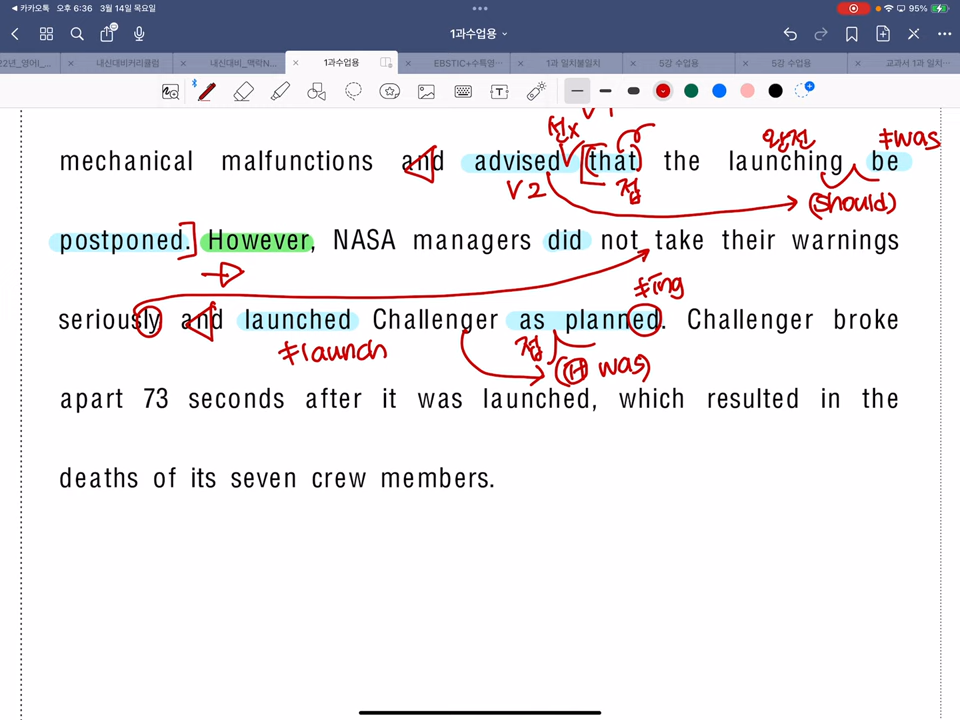 카카오톡 오후 6:36 3월 14일 목요일 95%
1과수업용
22년_영어I_ 내신대비커리큘럼 내신대비_맥락N... 1과수업용 EBSTIC+수특영... 1과 일치불일치 5강 수업용 5강 수업용 교과서 1과 일치...
선x 완전 ≠was
mechanical malfunctions and advised that the launching be
V2 접 (should)
postponed. However, NASA managers did not take their warnings
≠ing
seriously and launched Challenger as planned. Challenger broke
≠launch 접 (it was)
apart 73 seconds after it was launched, which resulted in the
deaths of its seven crew members.